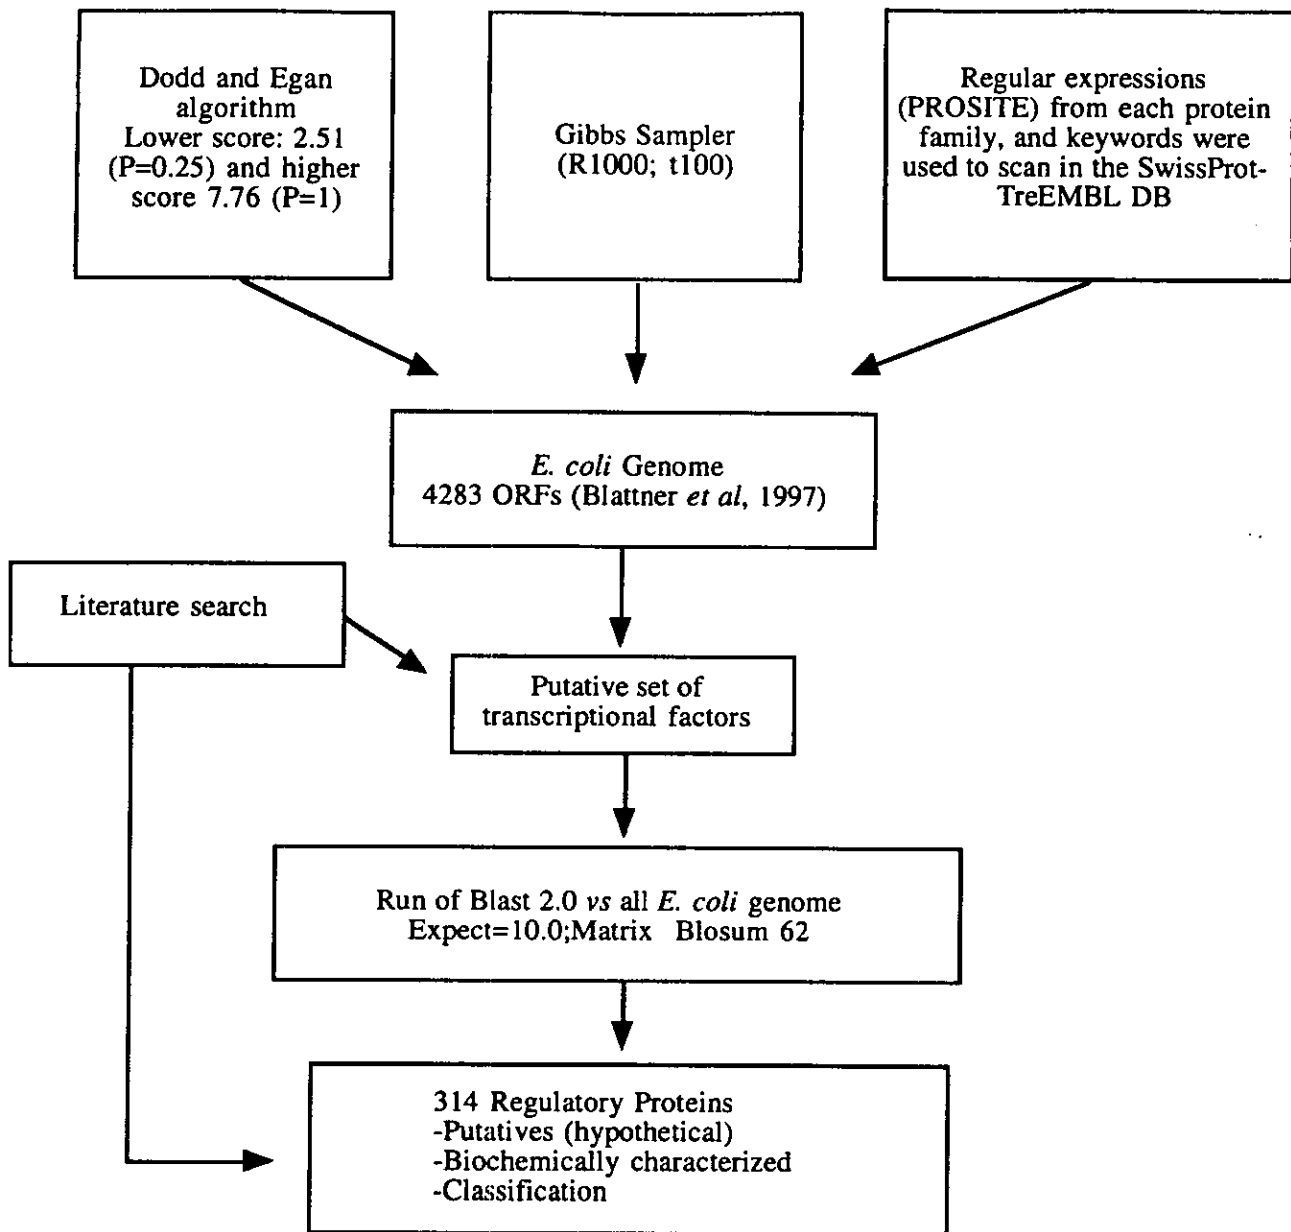 Dodd and Egan
algorithm
Lower score: 2.51
(P=0.25) and higher
score 7.76 (P=1)
Gibbs Sampler
(R1000; t100)
Regular expressions
(PROSITE) from each protein
family, and keywords were
used to scan in the SwissProt-
TreEMBL DB
E. coli Genome
4283 ORFs (Blattner et al, 1997)
Literature search
Putative set of
transcriptional factors
Run of Blast 2.0 vs all E. coli genome
Expect=10.0;Matrix Blosum 62
314 Regulatory Proteins
-Putatives (hypothetical)
-Biochemically characterized
-Classification